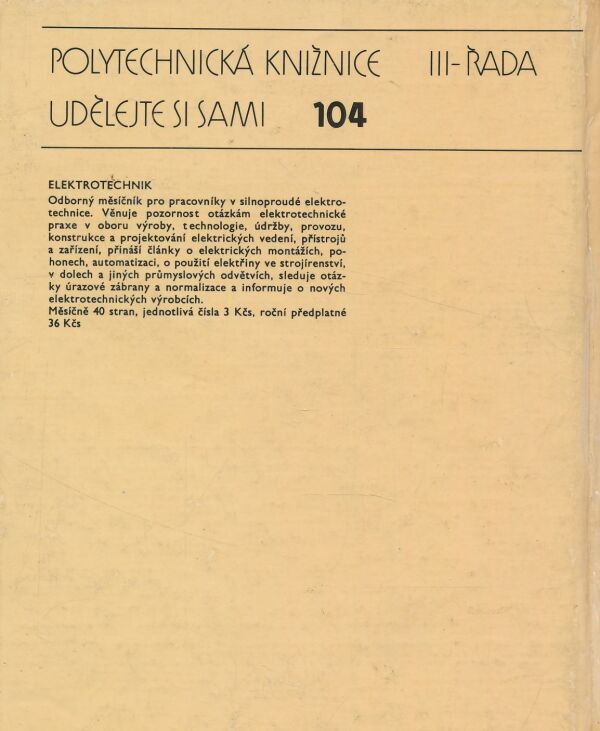 POLYTECHNICKÁ KNIŽNICE III-ŘADA
UDĚLEJTE SI SAMI 104
ELEKTROTECHNIK
Odborný měsíčník pro pracovníky v silnoproudé elektro-
technice. Věnuje pozornost otázkám elektrotechnické
praxe v oboru výroby, technologie, údržby, provozu,
konstrukce a projektování elektrických vedení, přístrojů
a zařízení, přináší články o elektrických montážích, po-
honech, automatizaci, o použití elektřiny ve strojírenství,
v dolech a jiných průmyslových odvětvích, sleduje otáz-
ky úrazové zábrany a normalizace a informuje o nových
elektrotechnických výrobcích.
Měsíčně 40 stran, jednotlivá čísla 3 Kčs, roční předplatné
36 Kčs